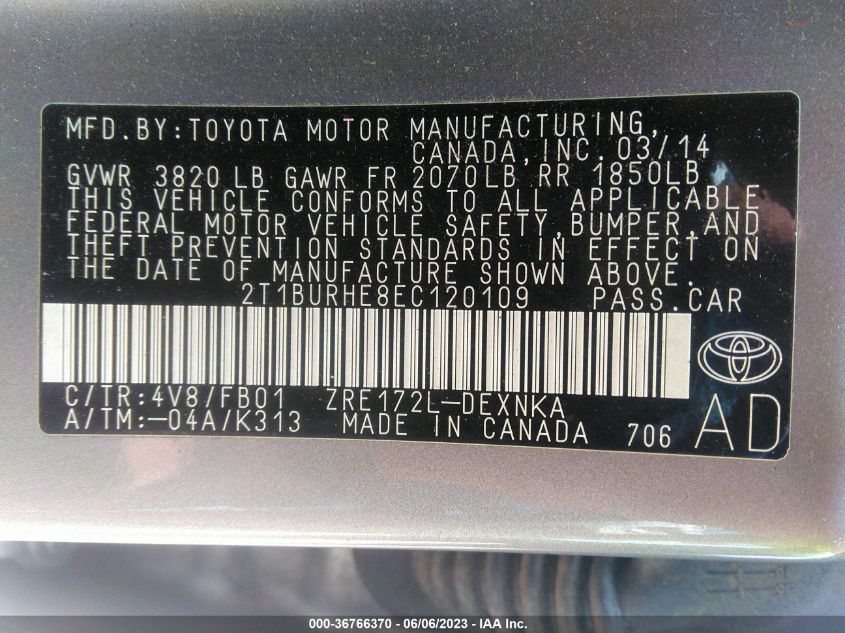 MFD.BY:TOYOTA MOTOR MANUFACTURING,
CANADA,INC. 03/14
GVWR 3820 LB GAWR FR 2070LB RR 1850LB
THIS VEHICLE CONFORMS TO ALL APPLICABLE
FEDERAL MOTOR VEHICLE SAFETY,BUMPER,AND
THEFT PREVENTION STANDARDS IN EFFECT ON
THE DATE OF MANUFACTURE SHOWN ABOVE.
2T1BURHE8EC120109 PASS.CAR
C/TR:4V8/FB01 ZRE172L-DEXNKA
A/TM:-04A/K313 MADE IN CANADA 706 AD
000-36766370 - 06/06/2023 - IAA Inc.